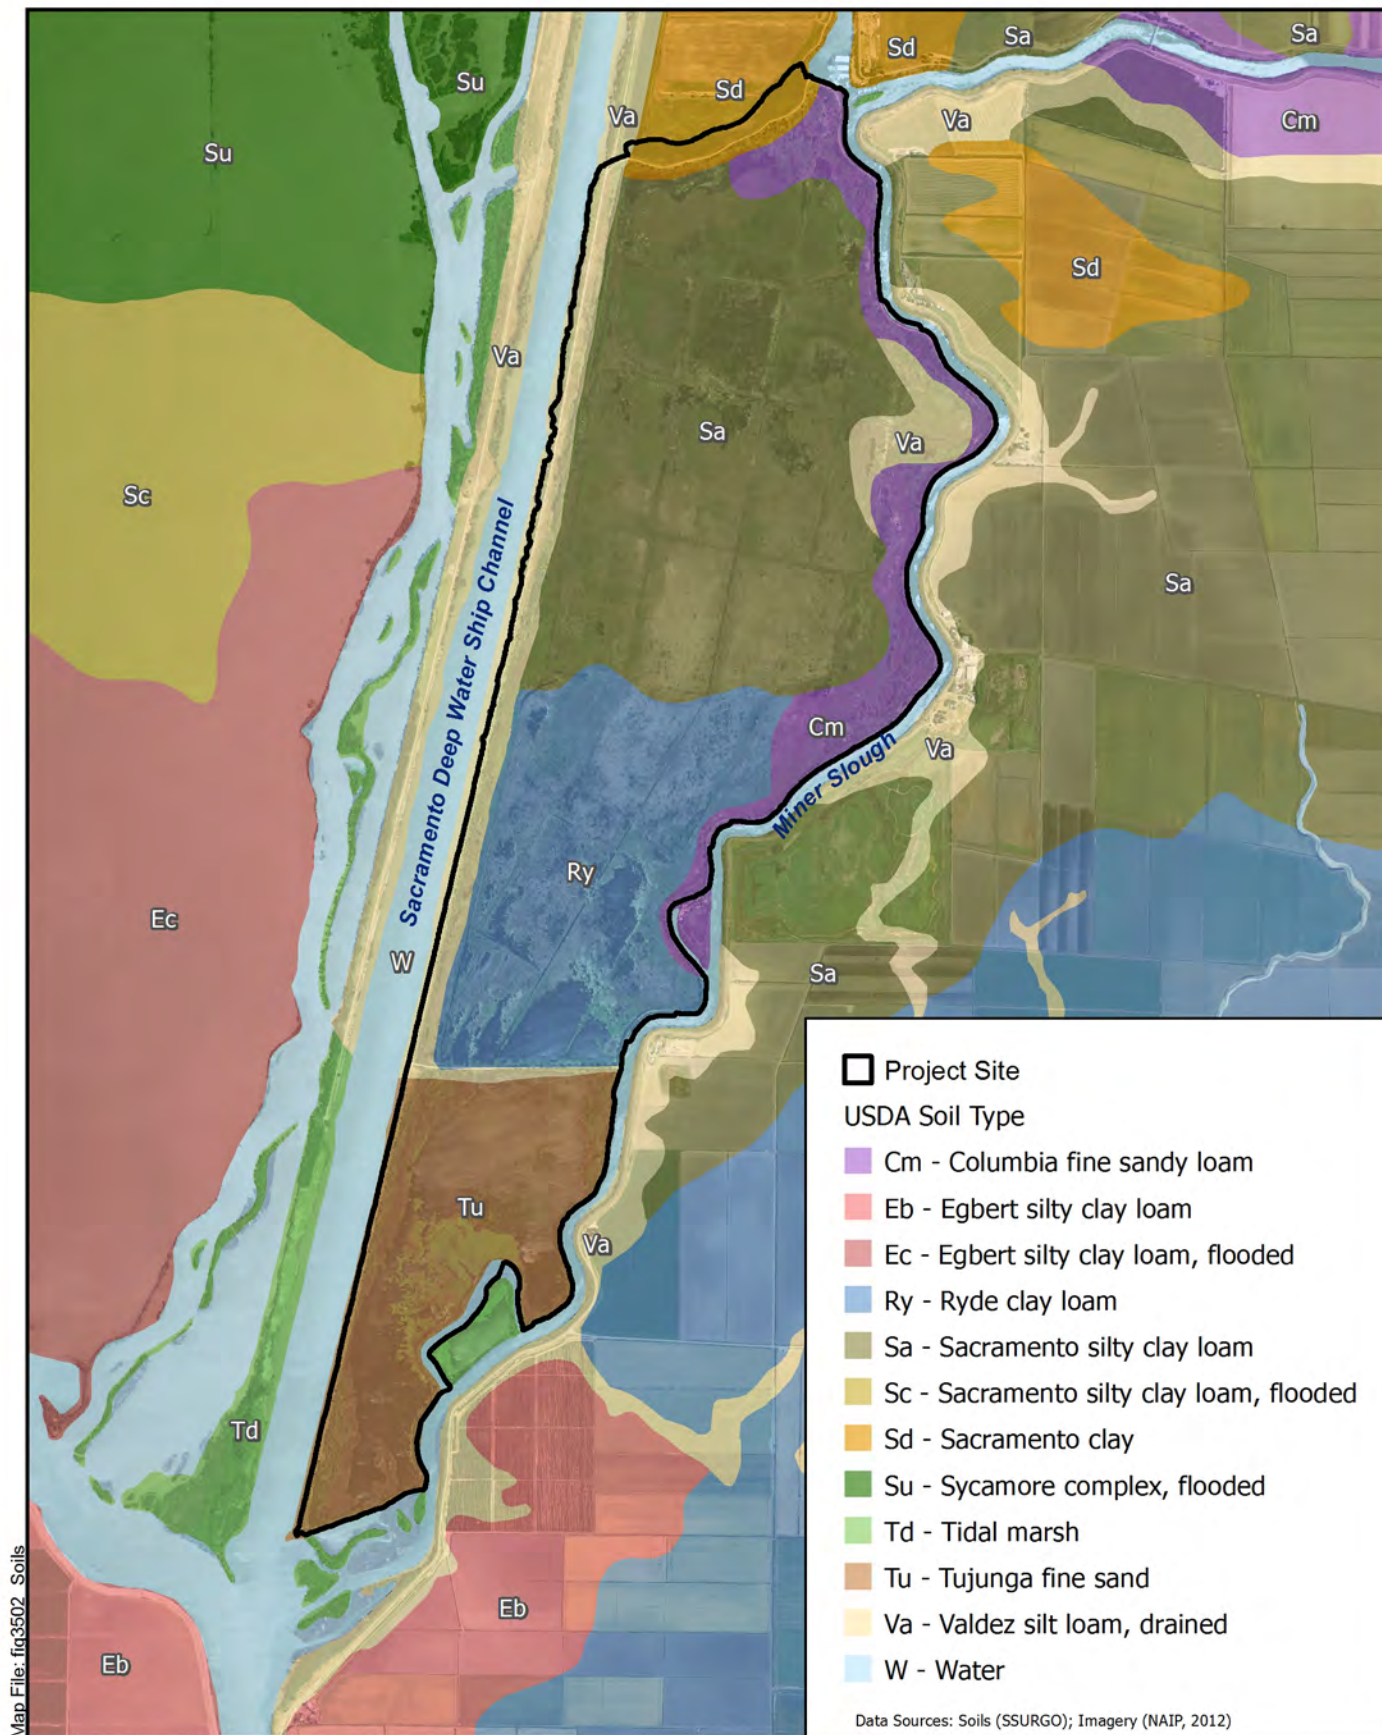 Su
Su
Va
Sd
Sd
Sa
Sa
Va
Cm
Sd
Va
Sa
Va
Sc
Sa
Sacramento Deep Water Ship Channel
Cm
Va
Miner Slough
Ry
Ec
W
Sa
Tu
Va
Td
Eb
Eb
Project Site
USDA Soil Type
Cm - Columbia fine sandy loam
Eb - Egbert silty clay loam
Ec - Egbert silty clay loam, flooded
Ry - Ryde clay loam
Sa - Sacramento silty clay loam
Sc - Sacramento silty clay loam, flooded
Sd - Sacramento clay
Su - Sycamore complex, flooded
Td - Tidal marsh
Tu - Tujunga fine sand
Va - Valdez silt loam, drained
W - Water
Data Sources: Soils (SSURGO); Imagery (NAIP, 2012)
Map File: fig3502_Soils